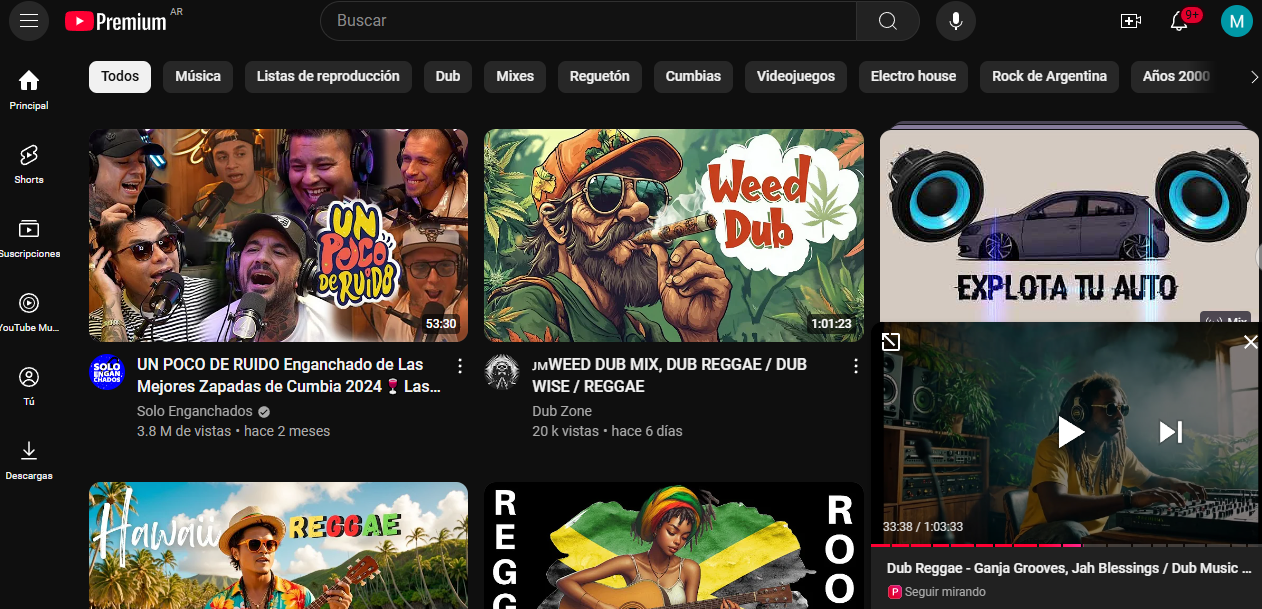 Premium AR
Buscar
9+
M
Todos
Música
Listas de reproducción
Dub
Mixes
Reguetón
Cumbias
Videojuegos
Electro house
Rock de Argentina
Años 2000
Principal
Shorts
Suscripciones
YouTube Mu...
Tú
Descargas
UN
POCO
DE RUIDO
53:30
SOLO
ENGAN
CHADOS
UN POCO DE RUIDO Enganchado de Las
Mejores Zapadas de Cumbia 2024🍷 Las...
Solo Enganchados
3.8 M de vistas • hace 2 meses
Weed
Dub
1:01:23
ᴊᴍWEED DUB MIX, DUB REGGAE / DUB
WISE / REGGAE
Dub Zone
20 k vistas • hace 6 días
EXPLOTA TU AUTO
Mix
33:38 / 1:03:33
Dub Reggae - Ganja Grooves, Jah Blessings / Dub Music ...
P Seguir mirando
Hawaii
REGGAE
R
E
G
G
R
O
O